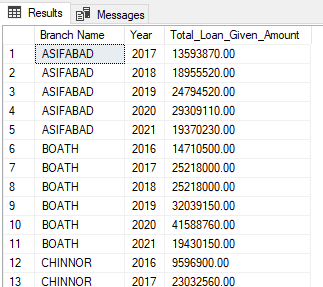 Results Messages
Branch Name Year Total_Loan_Given_Amount
1 ASIFABAD 2017 13593870.00
2 ASIFABAD 2018 18955520.00
3 ASIFABAD 2019 24794520.00
4 ASIFABAD 2020 29309110.00
5 ASIFABAD 2021 19370230.00
6 BOATH 2016 14710500.00
7 BOATH 2017 25218000.00
8 BOATH 2018 25218000.00
9 BOATH 2019 32039150.00
10 BOATH 2020 41588760.00
11 BOATH 2021 19430150.00
12 CHINNOR 2016 9596900.00
13 CHINNOR 2017 23032560.00